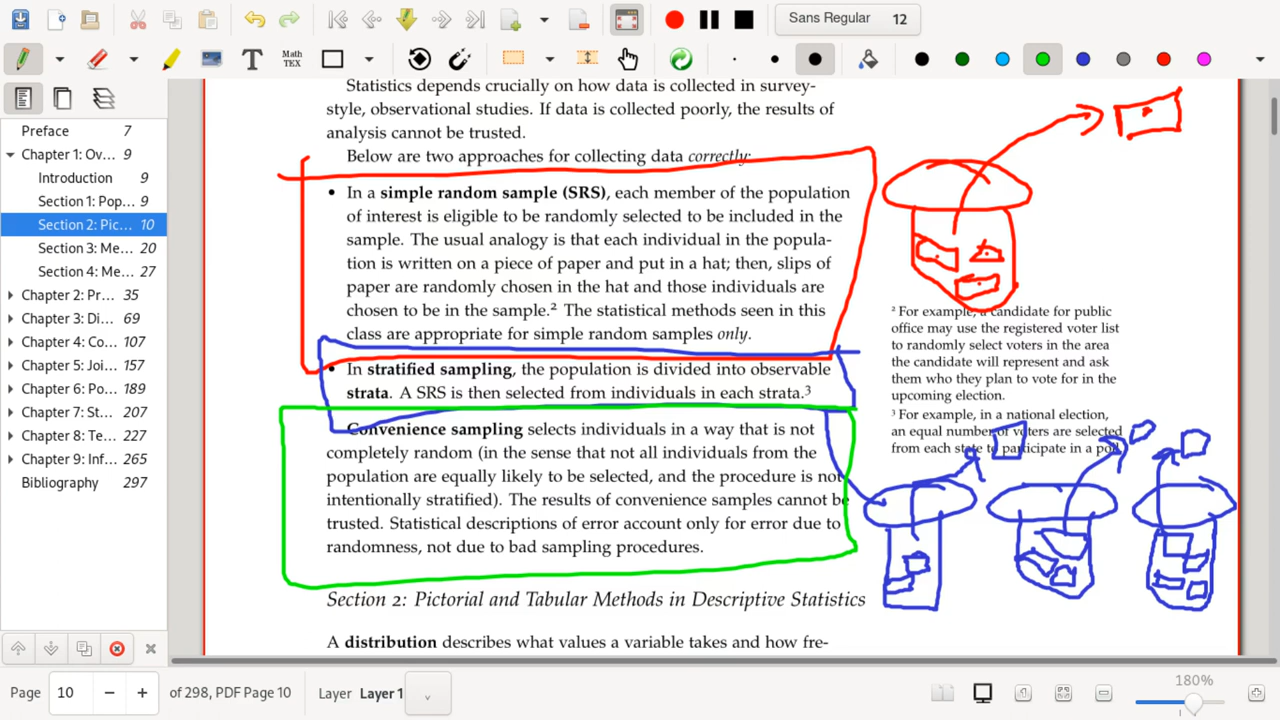 Sans Regular 12
Math
TEX
Preface 7
Chapter 1: Ov... 9
Introduction 9
Section 1: Pop... 9
Section 2: Pic... 10
Section 3: Me... 20
Section 4: Me... 27
Chapter 2: Pr... 35
Chapter 3: Di... 69
Chapter 4: Co... 107
Chapter 5: Joi... 157
Chapter 6: Po... 189
Chapter 7: St... 207
Chapter 8: Te... 227
Chapter 9: Inf... 265
Bibliography 297
Statistics depends crucially on how data is collected in survey-
style, observational studies. If data is collected poorly, the results of
analysis cannot be trusted.
Below are two approaches for collecting data correctly:
• In a simple random sample (SRS), each member of the population
of interest is eligible to be randomly selected to be included in the
sample. The usual analogy is that each individual in the popula-
tion is written on a piece of paper and put in a hat; then, slips of
paper are randomly chosen in the hat and those individuals are
chosen to be in the sample.² The statistical methods seen in this
class are appropriate for simple random samples only.
• In stratified sampling, the population is divided into observable
strata. A SRS is then selected from individuals in each strata.³
Convenience sampling selects individuals in a way that is not
completely random (in the sense that not all individuals from the
population are equally likely to be selected, and the procedure is not
intentionally stratified). The results of convenience samples cannot be
trusted. Statistical descriptions of error account only for error due to
randomness, not due to bad sampling procedures.
² For example, a candidate for public
office may use the registered voter list
to randomly select voters in the area
the candidate will represent and ask
them who they plan to vote for in the
upcoming election.
³ For example, in a national election,
an equal number of voters are selected
from each state to participate in a poll.
Section 2: Pictorial and Tabular Methods in Descriptive Statistics
A distribution describes what values a variable takes and how fre-
Page 10 of 298, PDF Page 10 Layer Layer 1 180%